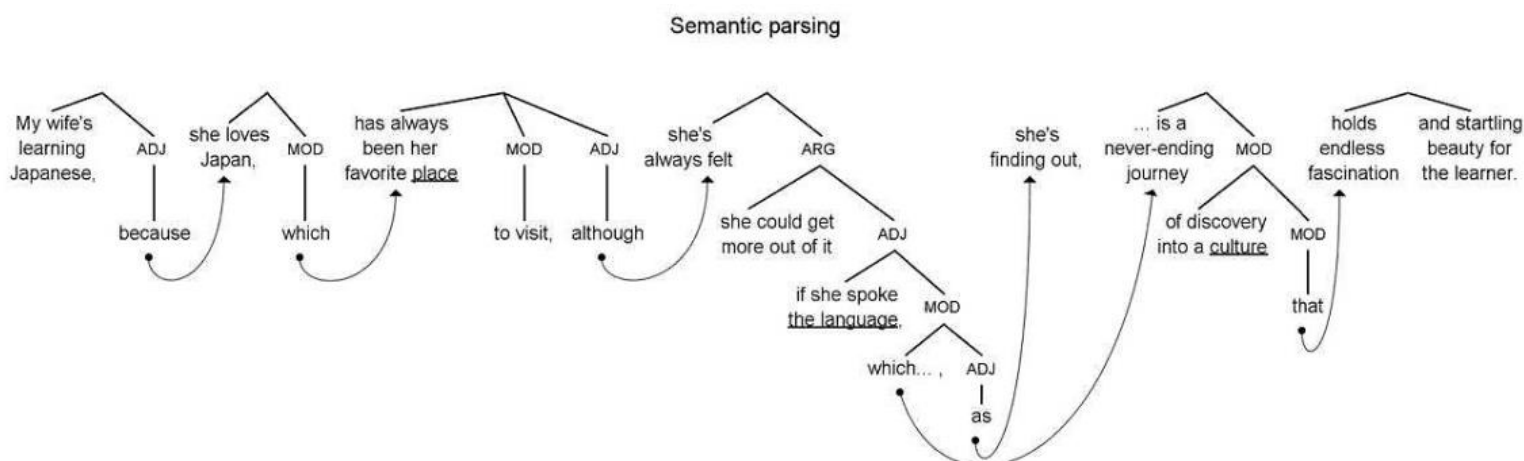 Semantic parsing
My wife's
learning
Japanese,
ADJ
because
she loves
Japan,
MOD
which
has always
been her
favorite place
MOD
to visit,
ADJ
although
she's
always felt
ARG
she could get
more out of it
ADJ
if she spoke
the language,
MOD
which... ,
ADJ
as
she's
finding out,
... is a
never-ending
journey
MOD
of discovery
into a culture
MOD
that
holds
endless
fascination
and startling
beauty for
the learner.